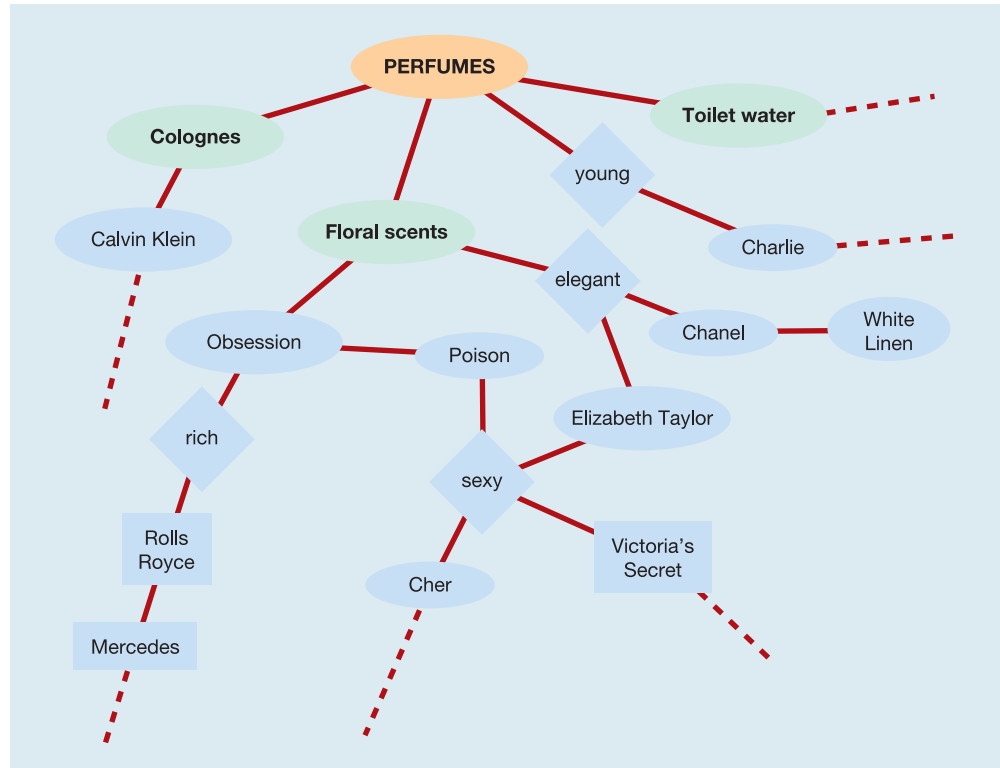 PERFUMES
Toilet water
Colognes
young
Calvin Klein
Floral scents
Charlie
elegant
Obsession
Poison
Chanel
White
Linen
Elizabeth Taylor
rich
sexy
Rolls
Royce
Victoria's
Secret
Cher
Mercedes